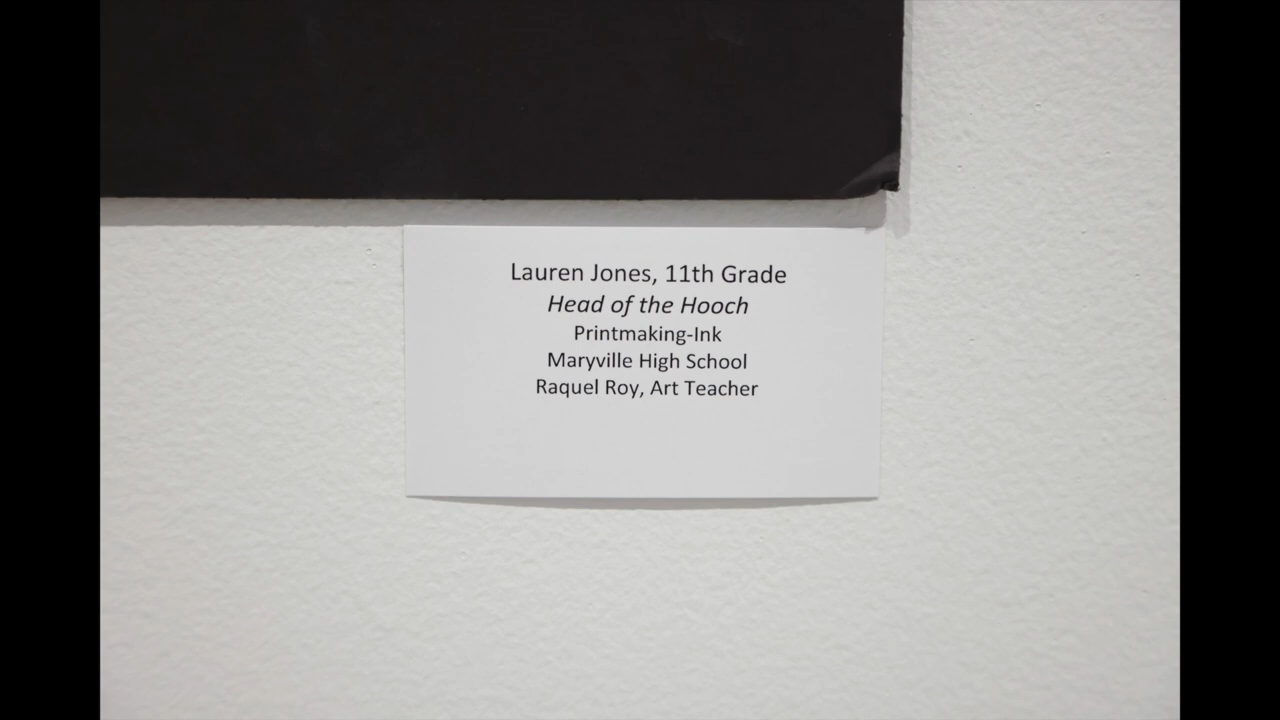 Lauren Jones, 11th Grade
Head of the Hooch
Printmaking-Ink
Maryville High School
Raquel Roy, Art Teacher